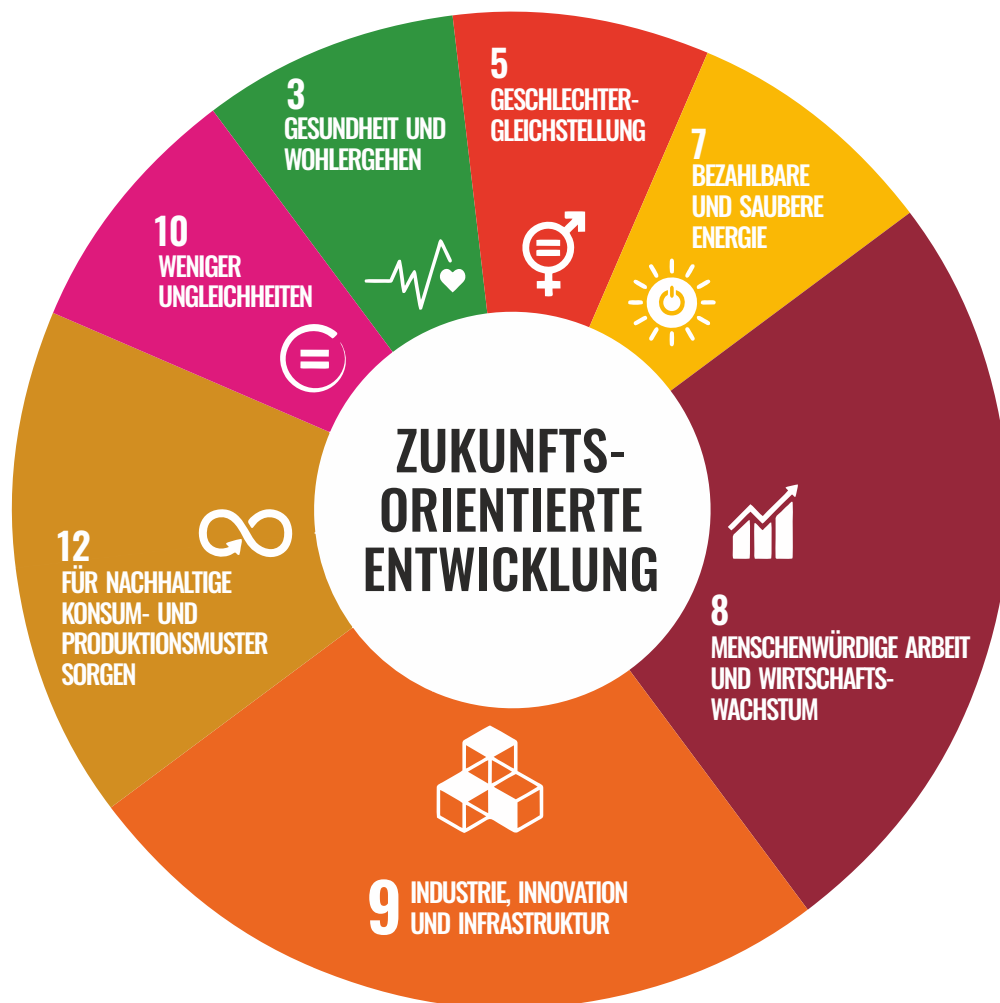 3
GESUNDHEIT UND
WOHLERGEHEN
5
GESCHLECHTER-
GLEICHSTELLUNG
7
BEZAHLBARE
UND SAUBERE
ENERGIE
10
WENIGER
UNGLEICHHEITEN
ZUKUNFTS-
ORIENTIERTE
ENTWICKLUNG
12
FÜR NACHHALTIGE
KONSUM- UND
PRODUKTIONSMUSTER
SORGEN
8
MENSCHENWÜRDIGE ARBEIT
UND WIRTSCHAFTS-
WACHSTUM
9
INDUSTRIE, INNOVATION
UND INFRASTRUKTUR